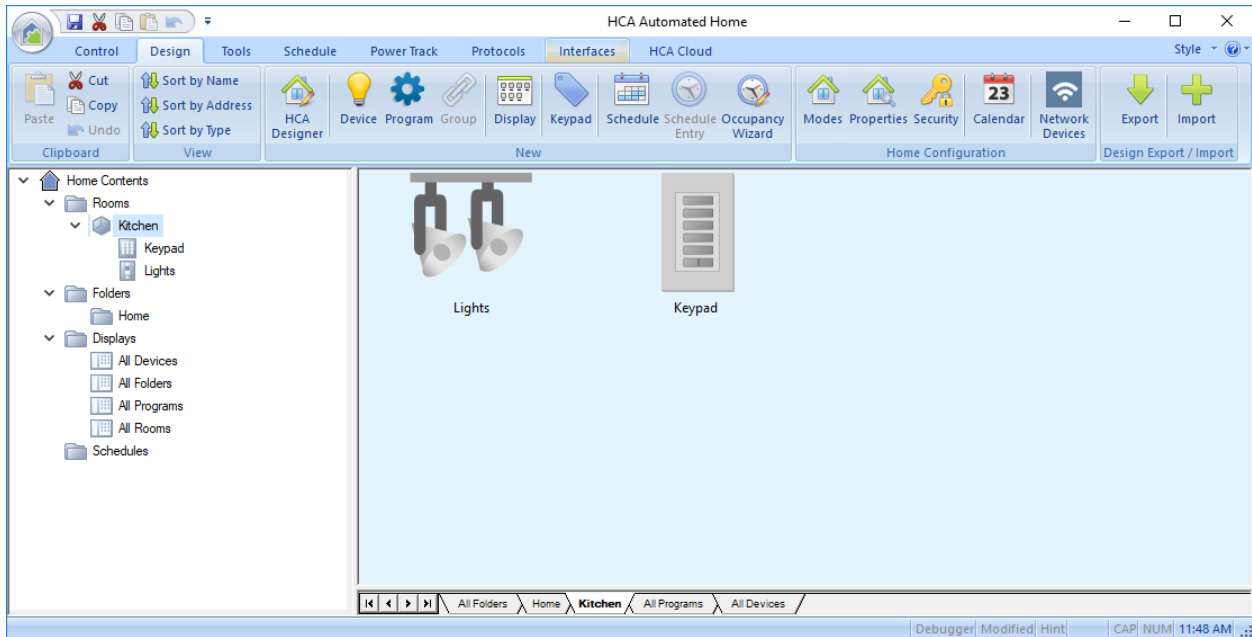 HCA Automated Home
Control Design Tools Schedule Power Track Protocols Interfaces HCA Cloud Style
Paste
Cut
Copy
Undo
Clipboard
Sort by Name
Sort by Address
Sort by Type
View
HCA
Designer
Device
Program
Group
Display
Keypad
Schedule
Schedule
Entry
Occupancy
Wizard
New
Modes
Properties
Security
23
Calendar
Network
Devices
Home Configuration
Export
Import
Design Export / Import
Home Contents
Rooms
Kitchen
Keypad
Lights
Folders
Home
Displays
All Devices
All Folders
All Programs
All Rooms
Schedules
Lights
Keypad
All Folders Home Kitchen All Programs All Devices
Debugger Modified Hint CAP NUM 11:48 AM